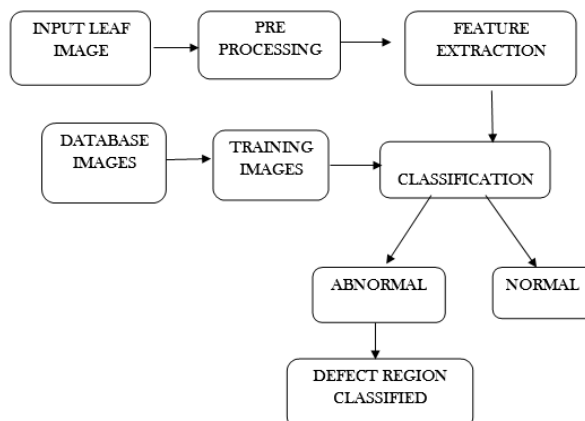 INPUT LEAF
IMAGE
PRE
PROCESSING
FEATURE
EXTRACTION
DATABASE
IMAGES
TRAINING
IMAGES
CLASSIFICATION
ABNORMAL
NORMAL
DEFECT REGION
CLASSIFIED